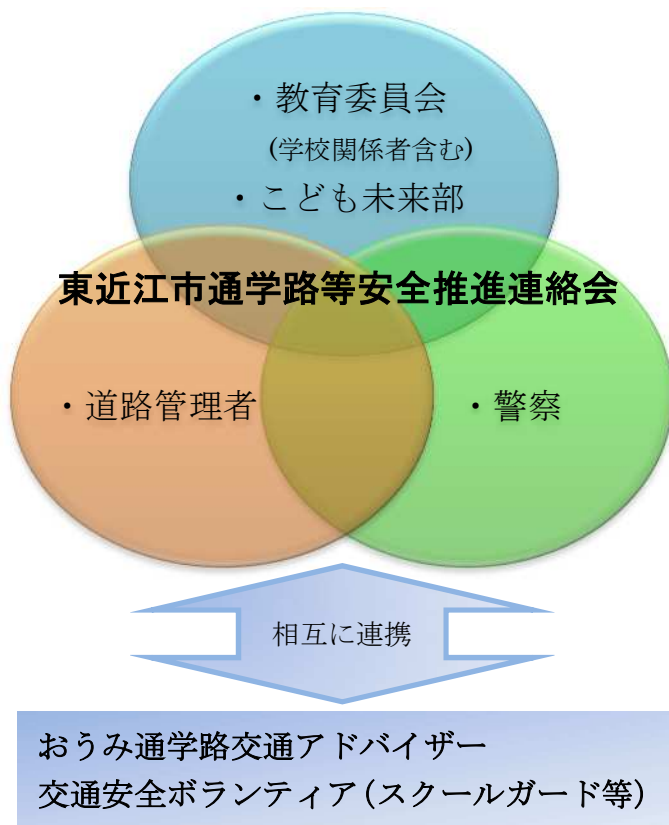 ・教育委員会
(学校関係者含む)
・こども未来部
東近江市通学路等安全推進連絡会
・道路管理者
・警察
相互に連携
おうみ通学路交通アドバイザー
交通安全ボランティア(スクールガード等)